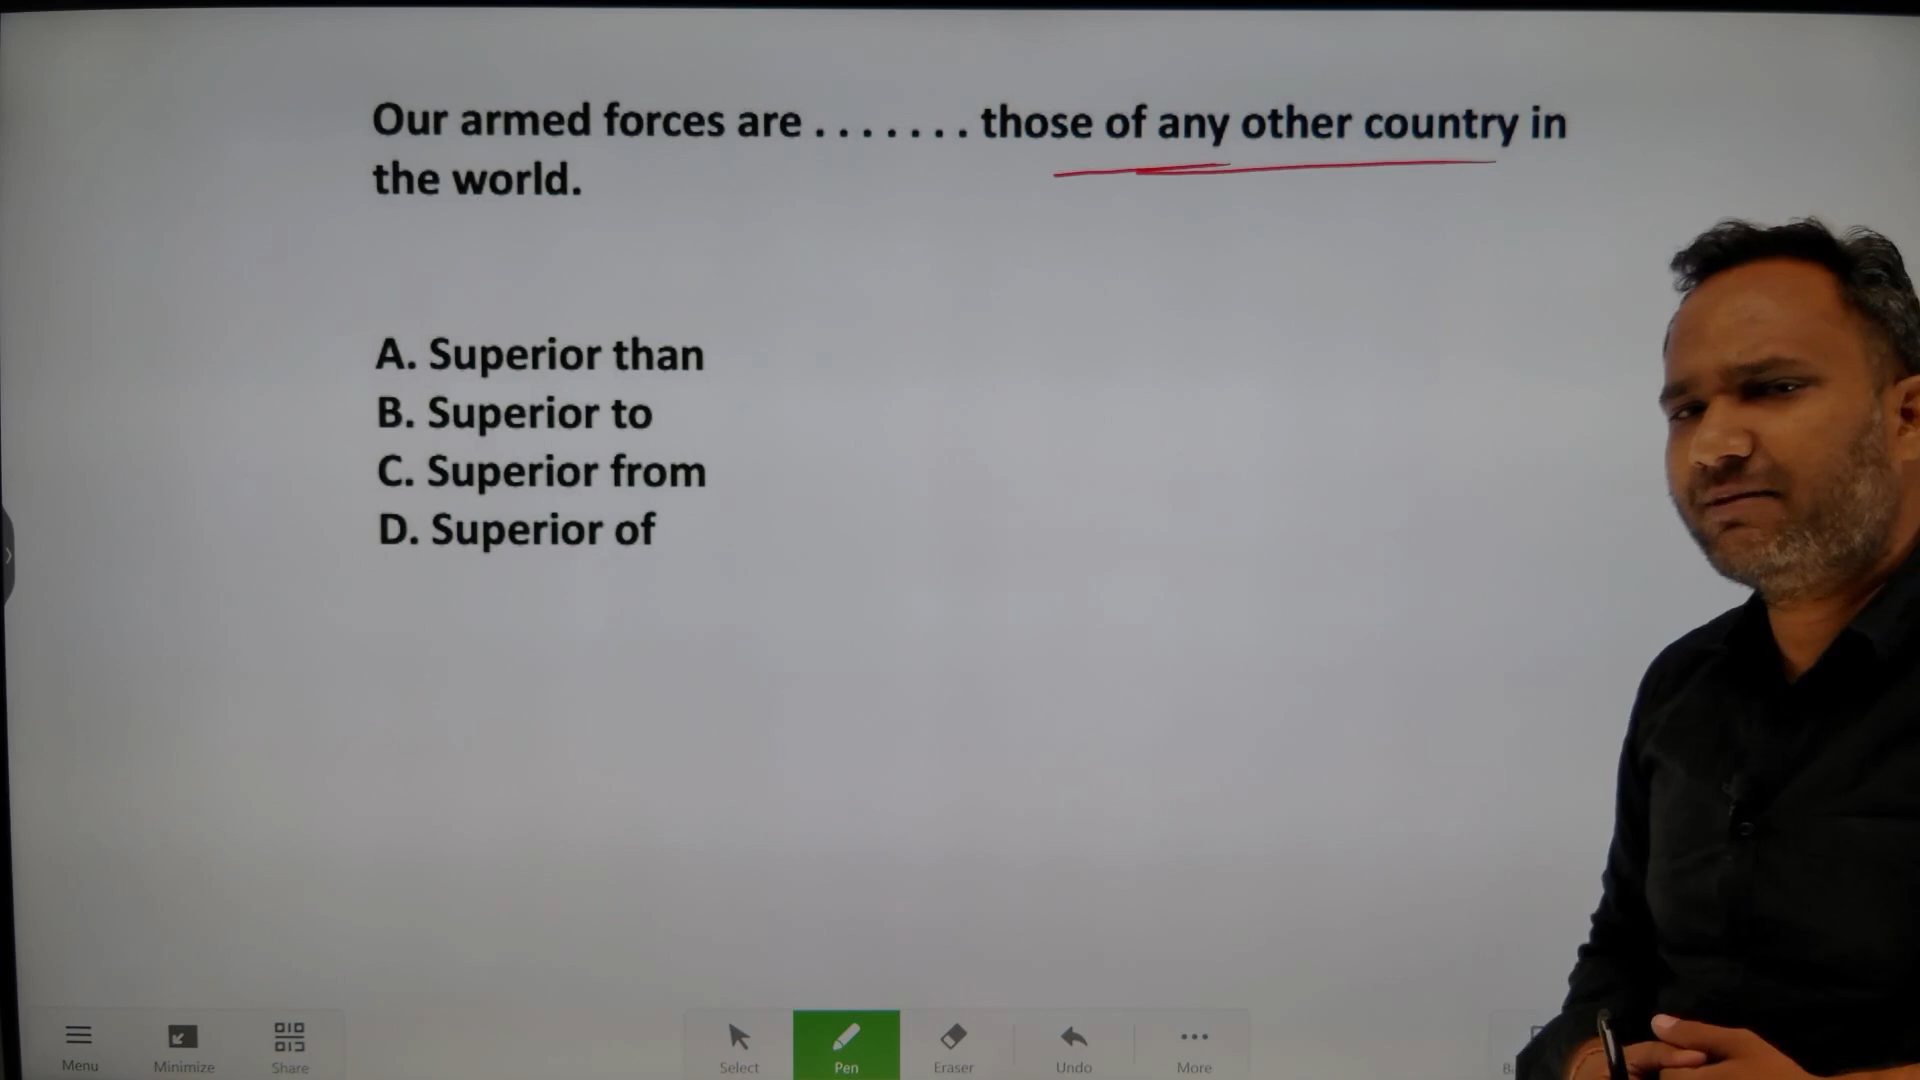 Our armed forces are . . . . . . . those of any other country in
the world.
A. Superior than
B. Superior to
C. Superior from
D. Superior of
Menu
Minimize
Share
Select
Pen
Eraser
Undo
More